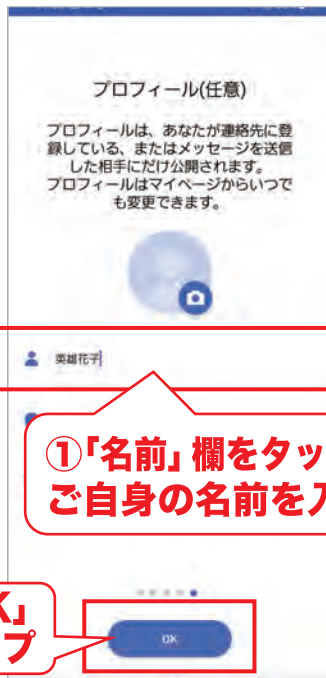 プロフィール(任意)
プロフィールは、あなたが連絡先に登
録している、またはメッセージを送信
した相手にだけ公開されます。
プロフィールはマイページからいつで
も変更できます。
英雄花子
①「名前」欄をタッ
ご自身の名前を入
K」
プ
OK